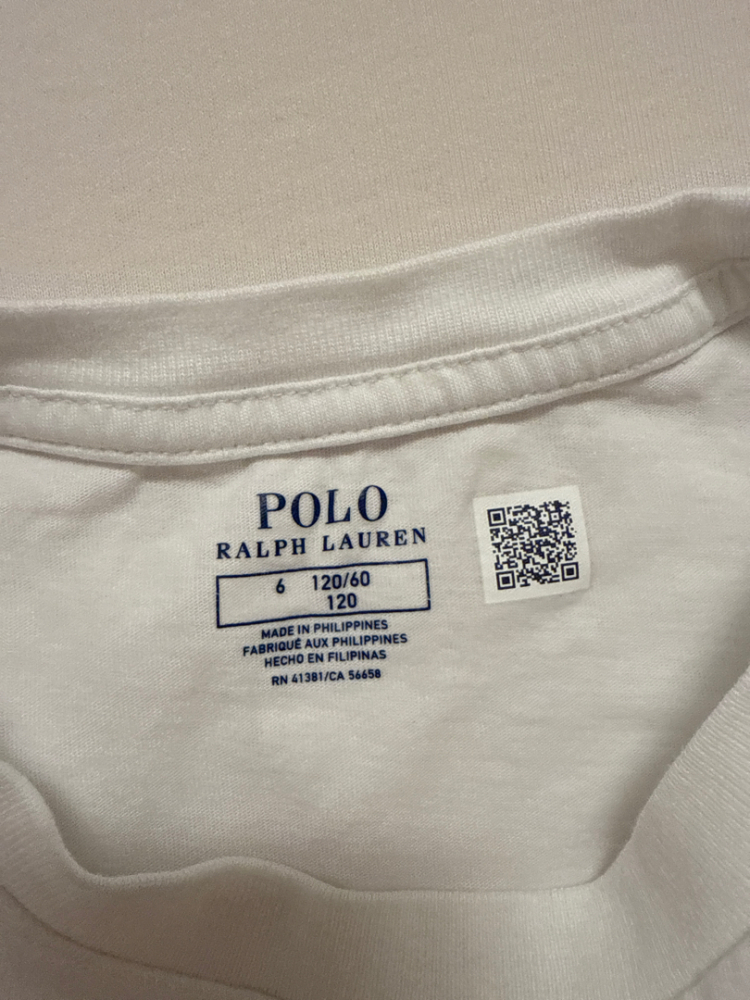 POLO
RALPH LAUREN
6 120/60
120
MADE IN PHILIPPINES
FABRIQUÉ AUX PHILIPPINES
HECHO EN FILIPINAS
RN 41381/CA 56658